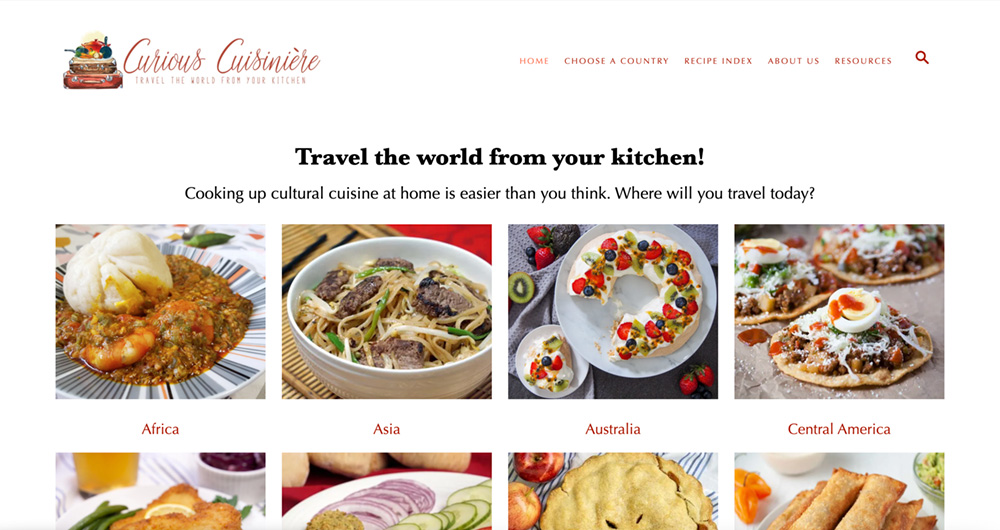 Curious Cuisinière
TRAVEL THE WORLD FROM YOUR KITCHEN
HOME CHOOSE A COUNTRY RECIPE INDEX ABOUT US RESOURCES
Travel the world from your kitchen!
Cooking up cultural cuisine at home is easier than you think. Where will you travel today?
Africa Asia Australia Central America